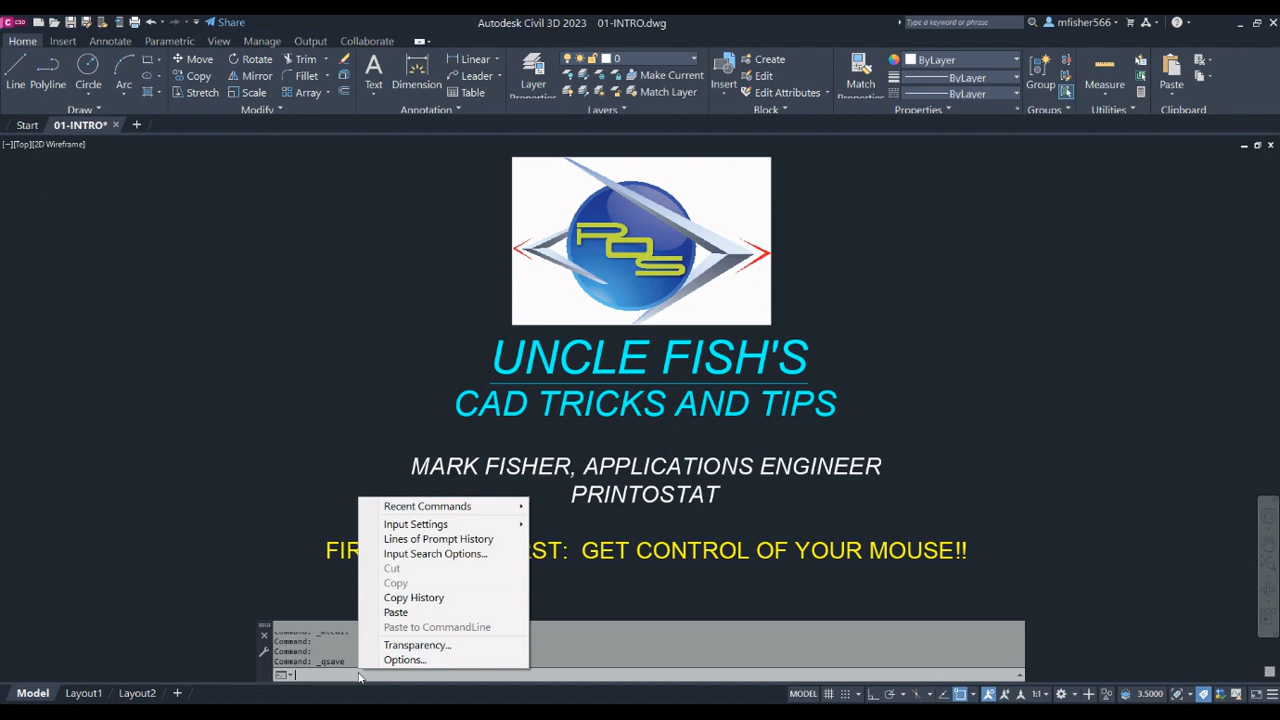 Share
Autodesk Civil 3D 2023 01-INTRO.dwg
Type a keyword or phrase
mfisher566
Home Insert Annotate Parametric View Manage Output Collaborate
Line Polyline Circle Arc
Move Rotate Trim
Copy Mirror Fillet
Stretch Scale Array
Text Dimension
Linear
Leader
Table
Layer Properties
0
Make Current
Match Layer
Insert
Create
Edit
Edit Attributes
Match Properties
ByLayer
ByLayer
ByLayer
Group
Measure
Paste
Draw Modify Annotation Layers Block Properties Groups Utilities Clipboard
Start 01-INTRO*
[−][Top][2D Wireframe]
POS
UNCLE FISH'S
CAD TRICKS AND TIPS
MARK FISHER, APPLICATIONS ENGINEER
PRINTOSTAT
GET CONTROL OF YOUR MOUSE!!
Recent Commands
Input Settings
Lines of Prompt History
Input Search Options...
Cut
Copy
Copy History
Paste
Paste to CommandLine
Transparency...
Options...
Command:
Command:
Command:
Command: _qsave
Model Layout1 Layout2
MODEL 1:1 3.5000